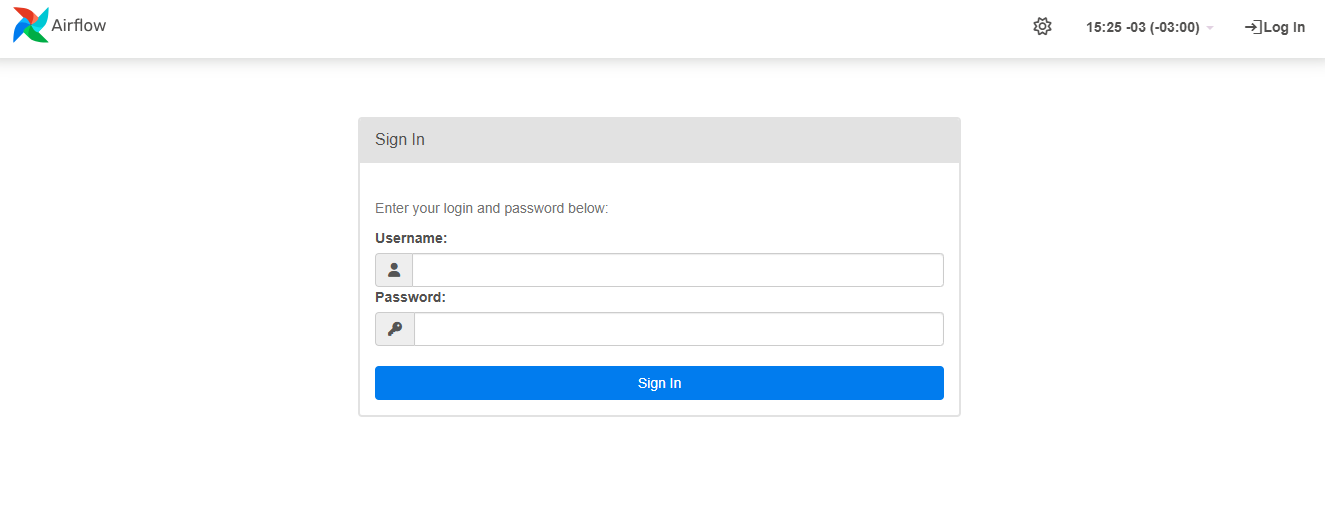 Airflow
15:25 -03 (-03:00)
Log In
Sign In
Enter your login and password below:
Username:
Password:
Sign In